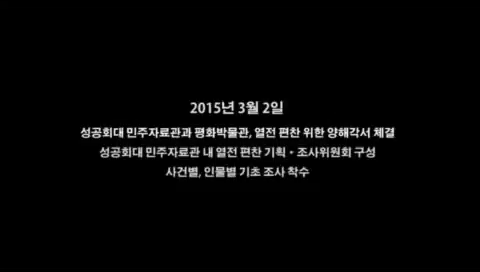 2015년 3월 2일
성공회대 민주자료관과 평화박물관, 열전 편찬 위한 양해각서 체결
성공회대 민주자료관 내 열전 편찬 기획·조사위원회 구성
사건별, 인물별 기초 조사 착수